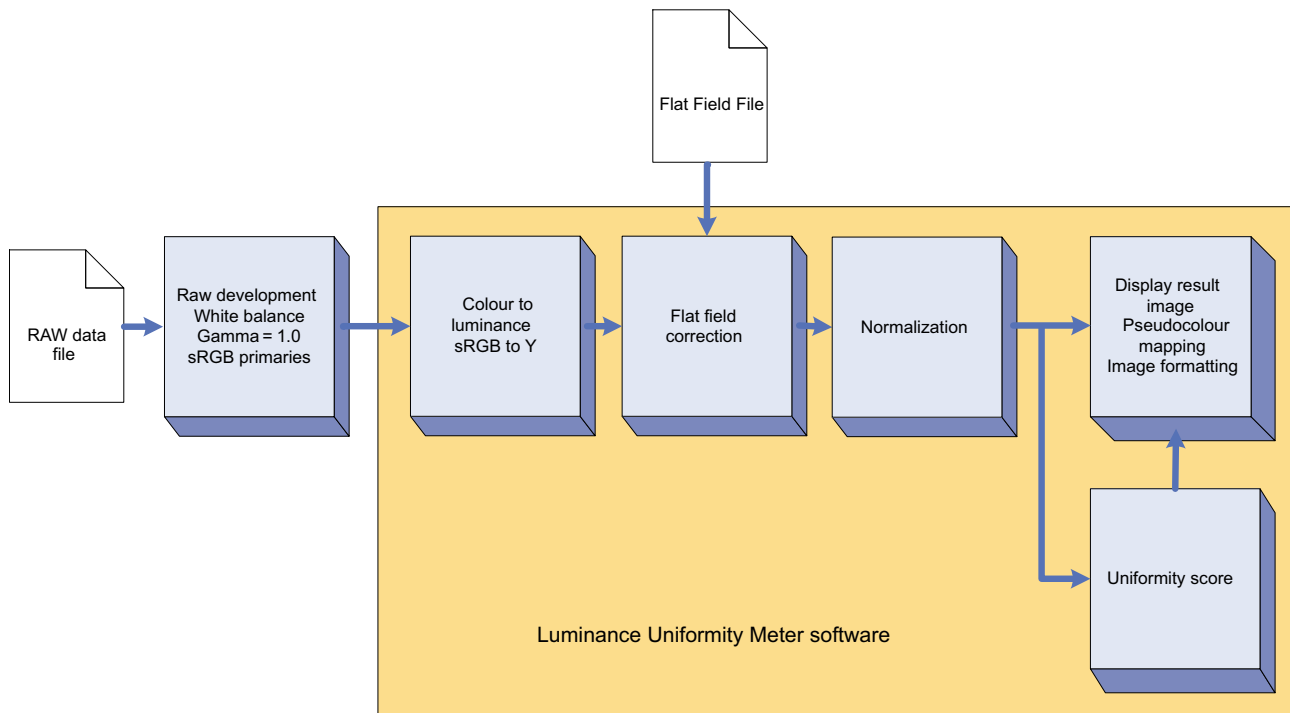 Flat Field File
RAW data
file
Raw development
White balance
Gamma = 1.0
sRGB primaries
Colour to
luminance
sRGB to Y
Flat field
correction
Normalization
Display result
image
Pseudocolour
mapping
Image formatting
Uniformity score
Luminance Uniformity Meter software